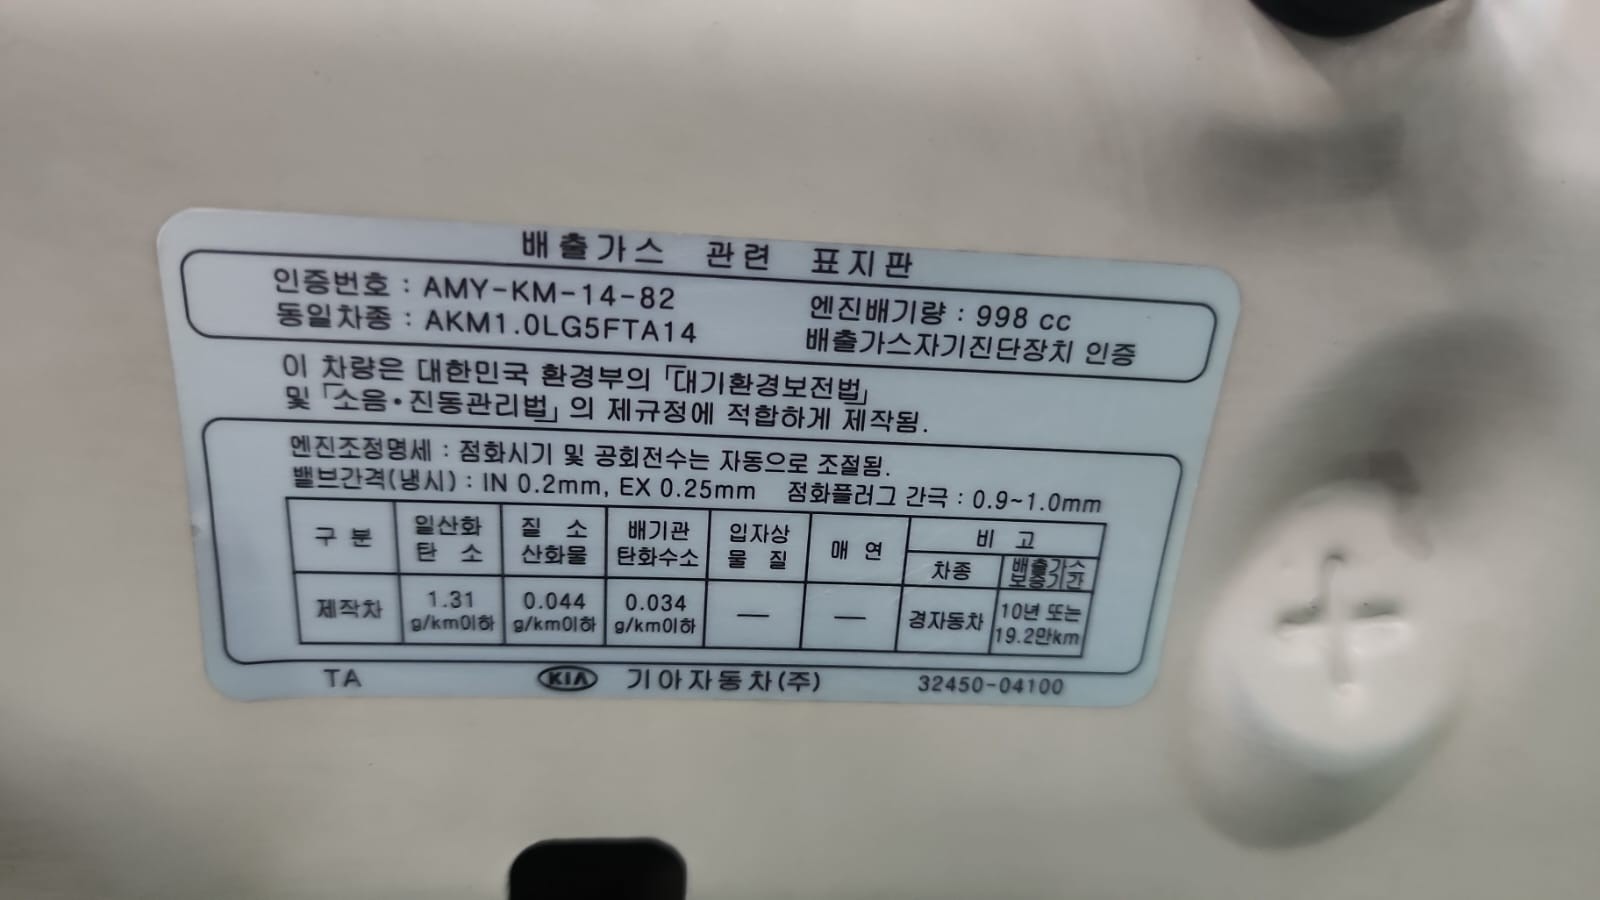 배출가스 관련 표지판
인증번호 : AMY-KM-14-82 엔진배기량 : 998 cc
동일차종 : AKM1.0LG5FTA14 배출가스자기진단장치 인증
이 차량은 대한민국 환경부의 「대기환경보전법」
및 「소음·진동관리법」의 제규정에 적합하게 제작됨.
엔진조정명세 : 점화시기 및 공회전수는 자동으로 조절됨.
밸브간격(냉시) : IN 0.2mm, EX 0.25mm 점화플러그 간극 : 0.9~1.0mm
구 분 일산화 탄 소 질 소 산화물 배기관 탄화수소 입자상 물 질 매 연 비 고
차종 배출가스 보증기간
제작차 1.31 g/km이하 0.044 g/km이하 0.034 g/km이하 — — 경자동차 10년 또는 19.2만km
TA KIA 기아자동차(주) 32450-04100